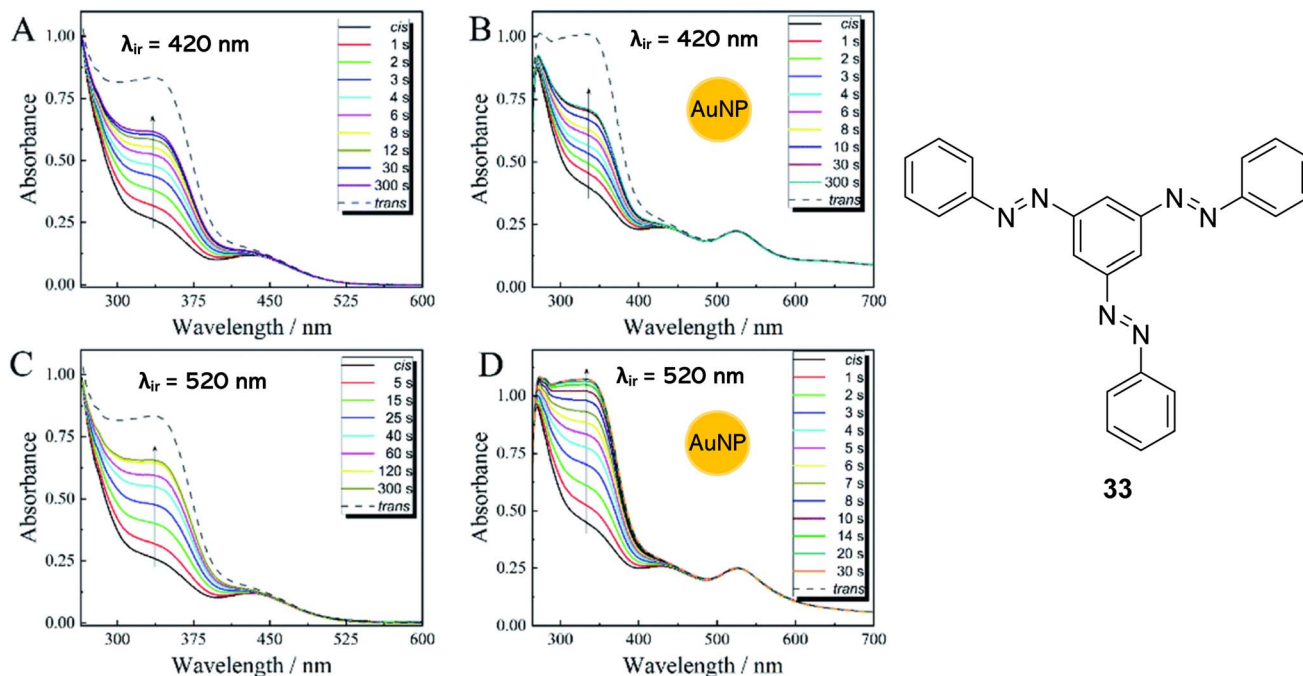 A
λir = 420 nm
cis
1 s
2 s
3 s
4 s
6 s
8 s
12 s
30 s
300 s
trans
1.00
0.75
0.50
0.25
0.00
Absorbance
300 375 450 525 600
Wavelength / nm
B
λir = 420 nm
AuNP
cis
1 s
2 s
3 s
4 s
6 s
8 s
10 s
30 s
300 s
trans
1.00
0.75
0.50
0.25
0.00
Absorbance
300 400 500 600 700
Wavelength / nm
C
λir = 520 nm
cis
5 s
15 s
25 s
40 s
60 s
120 s
300 s
trans
1.00
0.75
0.50
0.25
0.00
Absorbance
300 375 450 525 600
Wavelength / nm
D
λir = 520 nm
AuNP
cis
1 s
2 s
3 s
4 s
5 s
6 s
7 s
8 s
10 s
14 s
20 s
30 s
trans
1.00
0.75
0.50
0.25
0.00
Absorbance
300 400 500 600 700
Wavelength / nm
N
N
N
N
N
N
33